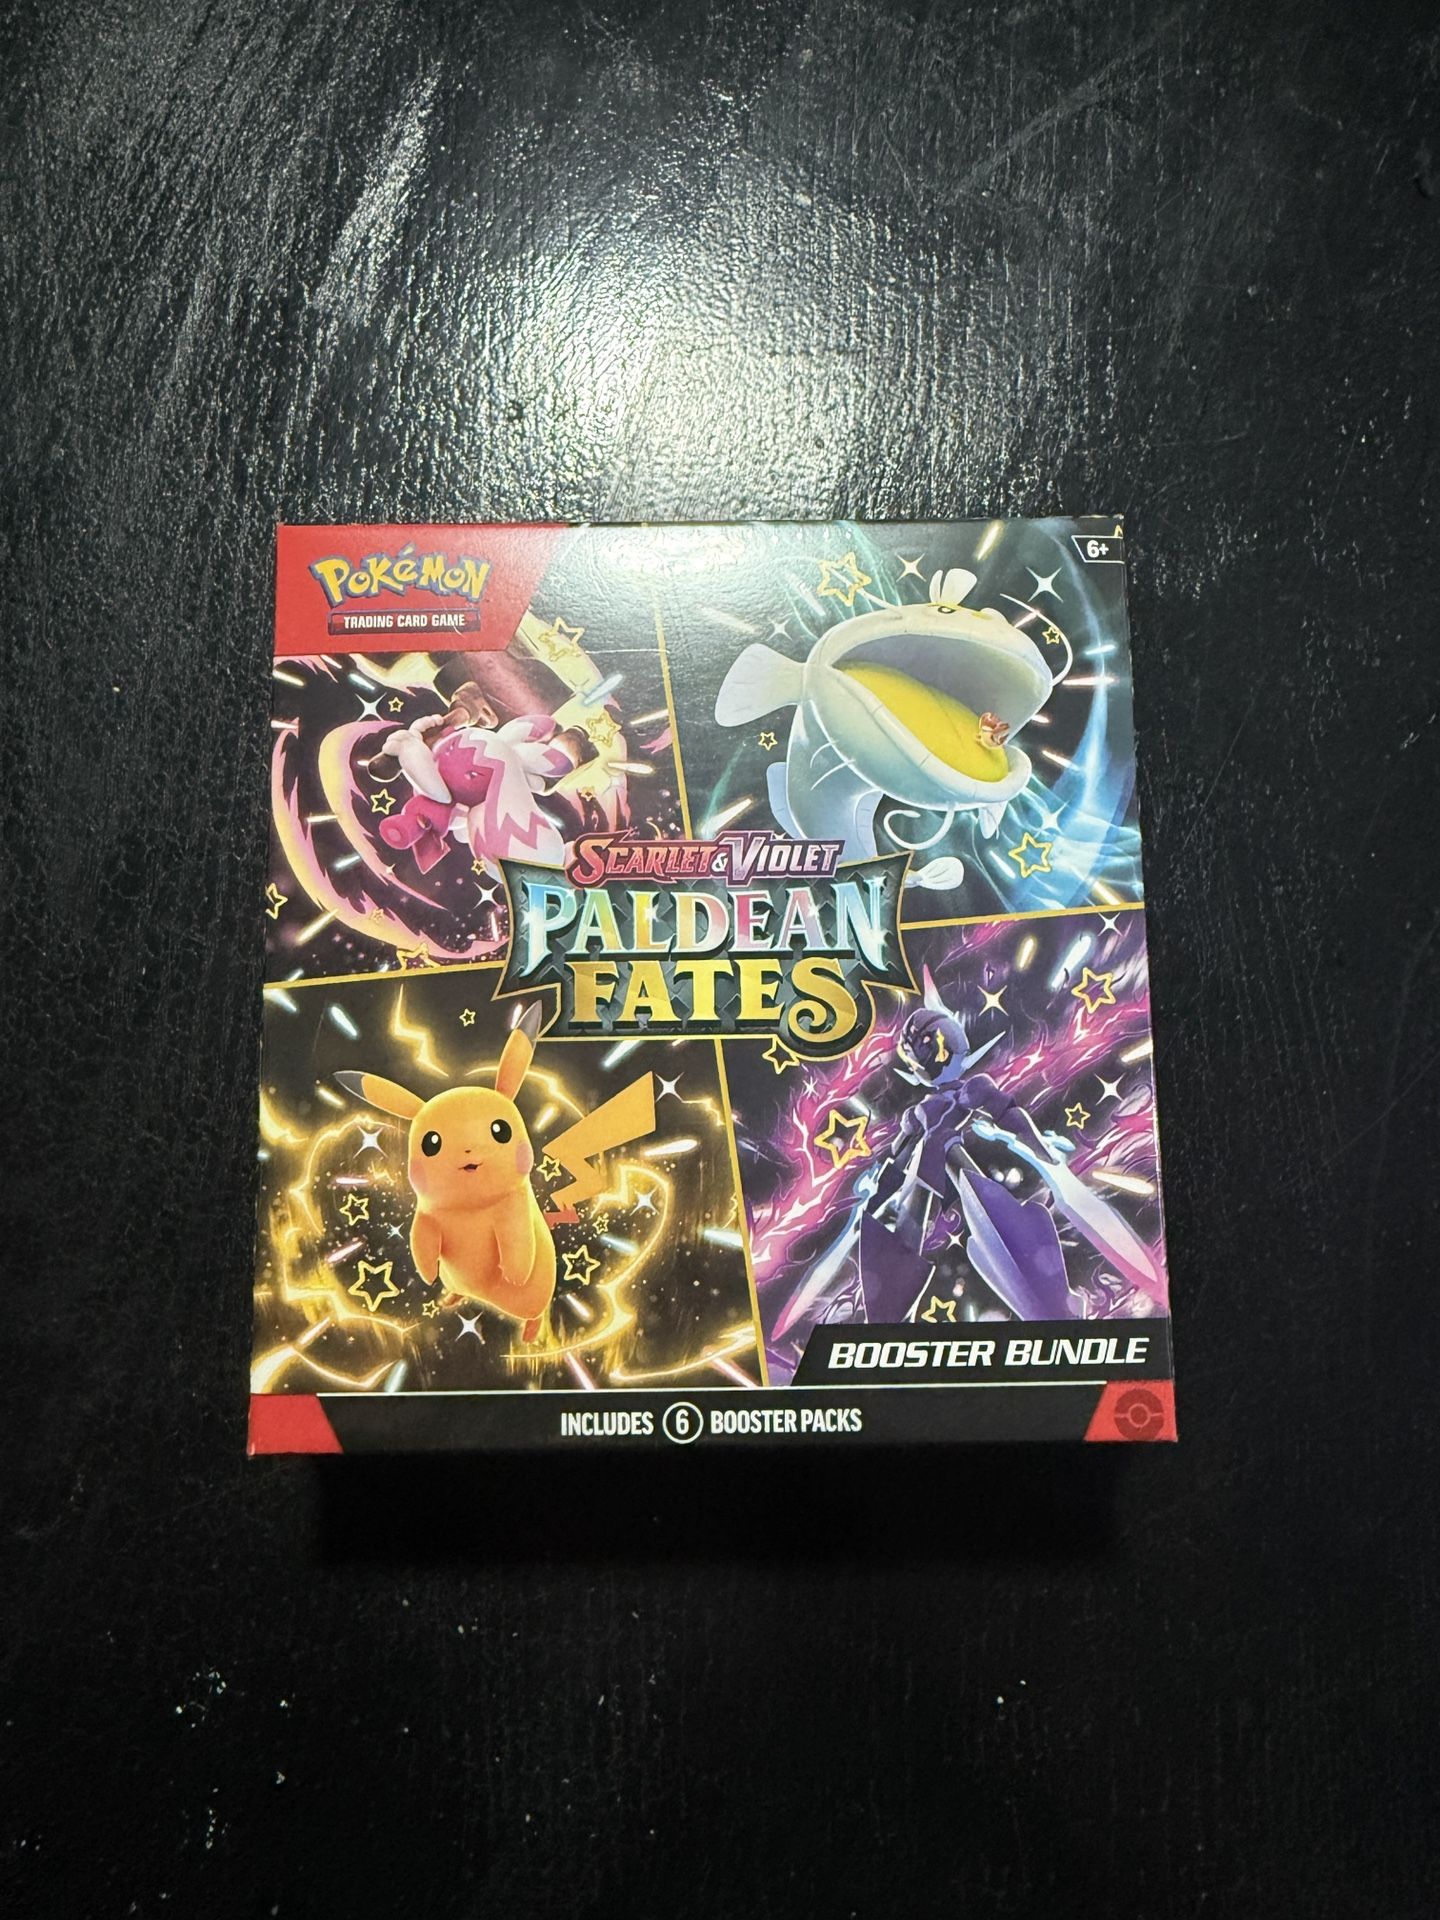 POKéMON
TRADING CARD GAME
6+
SCARLET & VIOLET
PALDEAN
FATES
BOOSTER BUNDLE
INCLUDES 6 BOOSTER PACKS